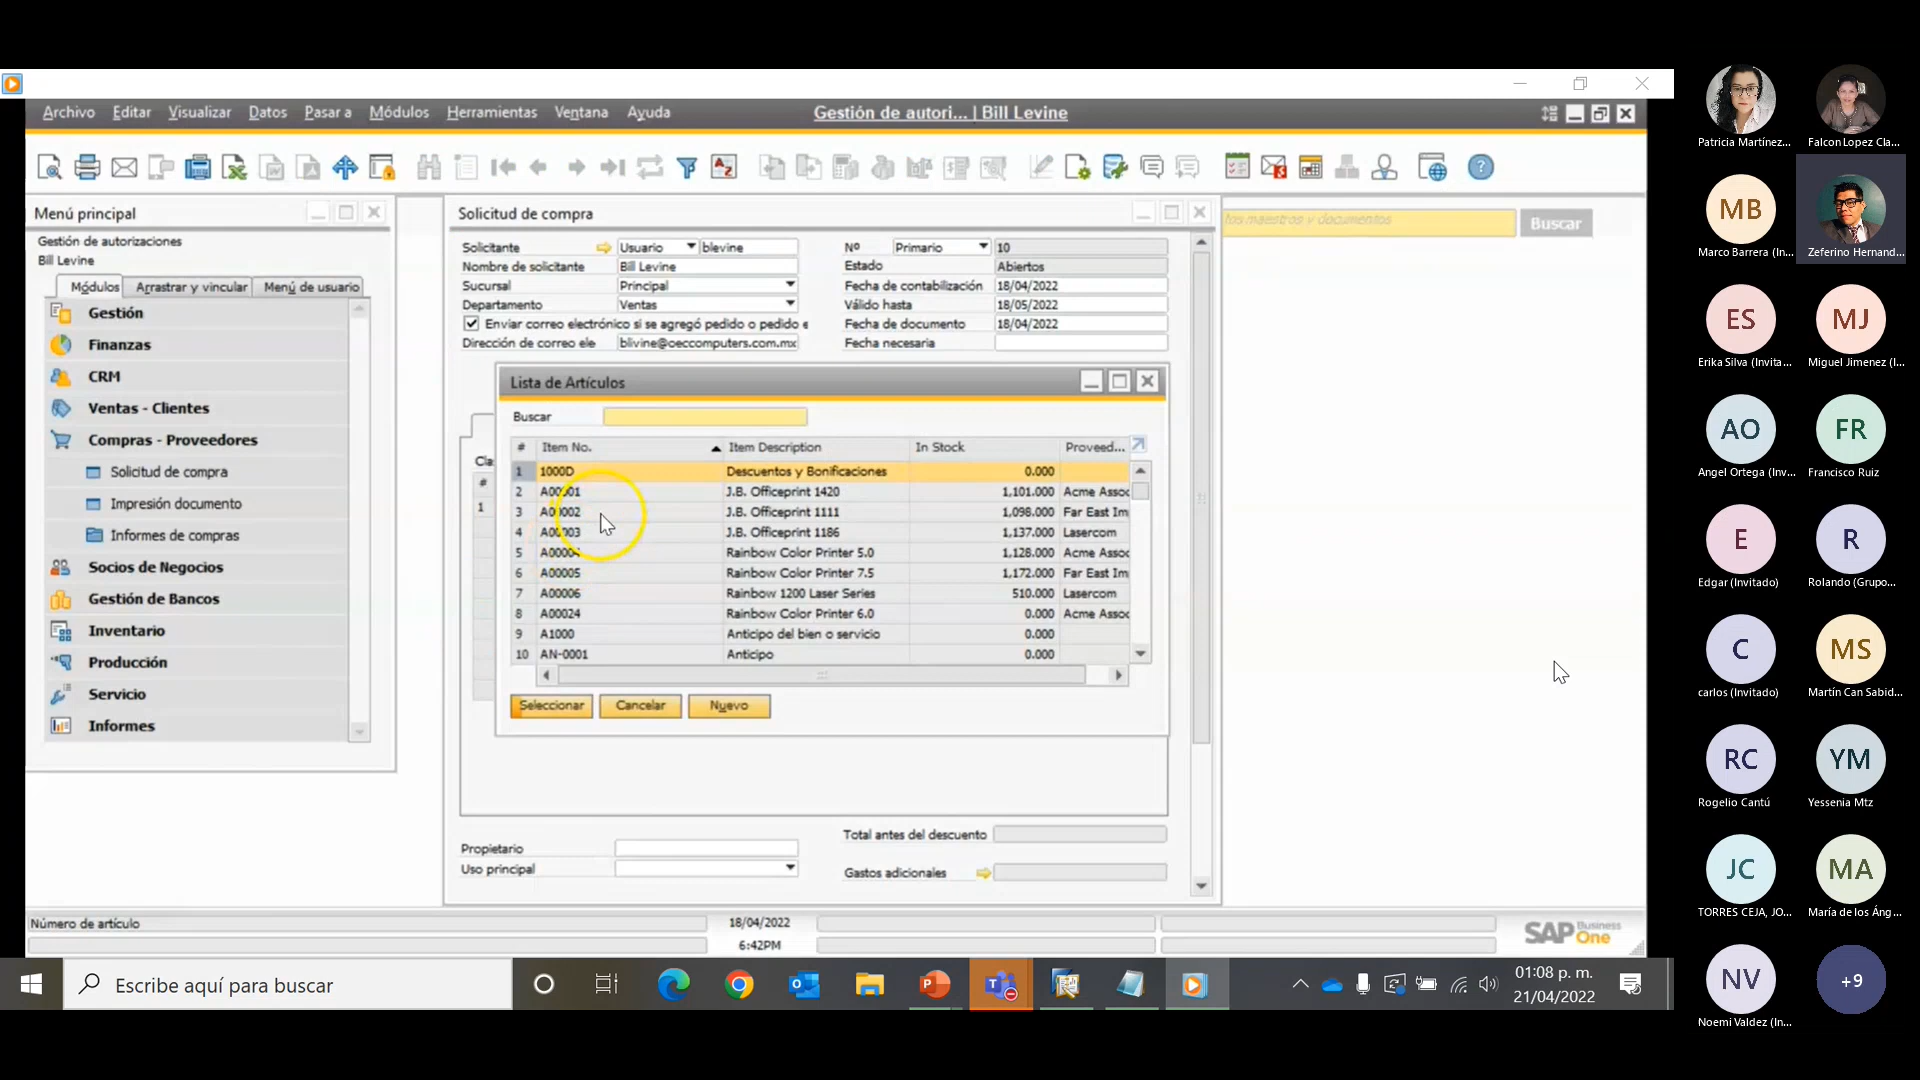 Archivo Editar Visualizar Datos Pasar a Módulos Herramientas Ventana Ayuda
Gestión de autori... | Bill Levine
Menú principal
Gestión de autorizaciones
Bill Levine
Módulos Arrastrar y vincular Menú de usuario
Gestión
Finanzas
CRM
Ventas - Clientes
Compras - Proveedores
Solicitud de compra
Impresión documento
Informes de compras
Socios de Negocios
Gestión de Bancos
Inventario
Producción
Servicio
Informes
Solicitud de compra
Solicitante Usuario blevine
Nombre de solicitante Bill Levine
Sucursal Principal
Departamento Ventas
Enviar correo electrónico si se agregó pedido o pedido e
Dirección de correo ele blivine@oeccomputers.com.mx
Nº Primario 10
Estado Abiertos
Fecha de contabilización 18/04/2022
Válido hasta 18/05/2022
Fecha de documento 18/04/2022
Fecha necesaria
los maestros y documentos Buscar
Cla
#
1
Lista de Artículos
Buscar
# Item No. Item Description In Stock Proveed...
1 1000D Descuentos y Bonificaciones 0.000
2 A00001 J.B. Officeprint 1420 1,101.000 Acme Assoc
3 A00002 J.B. Officeprint 1111 1,098.000 Far East Im
4 A00003 J.B. Officeprint 1186 1,137.000 Lasercom
5 A00004 Rainbow Color Printer 5.0 1,128.000 Acme Assoc
6 A00005 Rainbow Color Printer 7.5 1,172.000 Far East Im
7 A00006 Rainbow 1200 Laser Series 510.000 Lasercom
8 A00024 Rainbow Color Printer 6.0 0.000 Acme Assoc
9 A1000 Anticipo del bien o servicio 0.000
10 AN-0001 Anticipo 0.000
Seleccionar Cancelar Nuevo
Propietario
Uso principal
Total antes del descuento
Gastos adicionales
Número de artículo
18/04/2022
6:42PM
SAP Business One
Escribe aquí para buscar
01:08 p. m.
21/04/2022
Patricia Martínez...
Falcon Lopez Cla...
MB
Marco Barrera (In...
Zeferino Hernand...
ES
Erika Silva (Invita...
MJ
Miguel Jimenez (I...
AO
Angel Ortega (Inv...
FR
Francisco Ruiz
E
Edgar (Invitado)
R
Rolando (Grupo...
C
carlos (Invitado)
MS
Martín Can Sabid...
RC
Rogelio Cantú
YM
Yessenia Mtz
JC
TORRES CEJA, JO...
MA
María de los Áng...
NV
Noemi Valdez (In...
+9